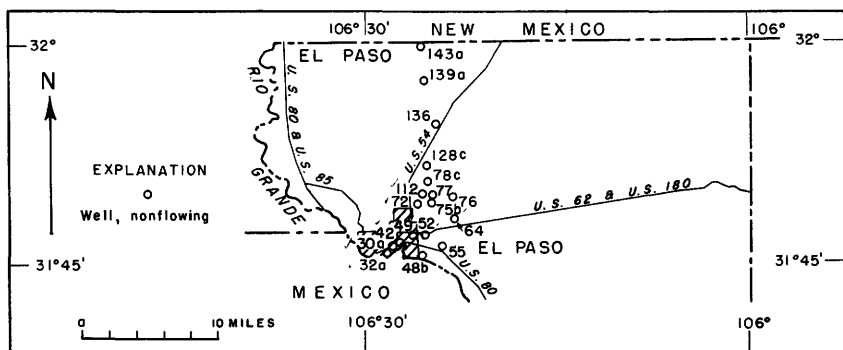 106° 30' NEW MEXICO 106°
32° 32°
EL PASO
143a
139a
RIO
GRANDE
U. S. 80 & U. S. 85
N
136
U.S. 54
EXPLANATION
Well, nonflowing
128c
78c
112
77
76
72
75b
U. S. 62 & U. S. 180
49
52
64
42
30a
55
EL PASO
32a
48b
U.S. 80
31°45' 31°45'
MEXICO
0 10 MILES
106° 30' 106°